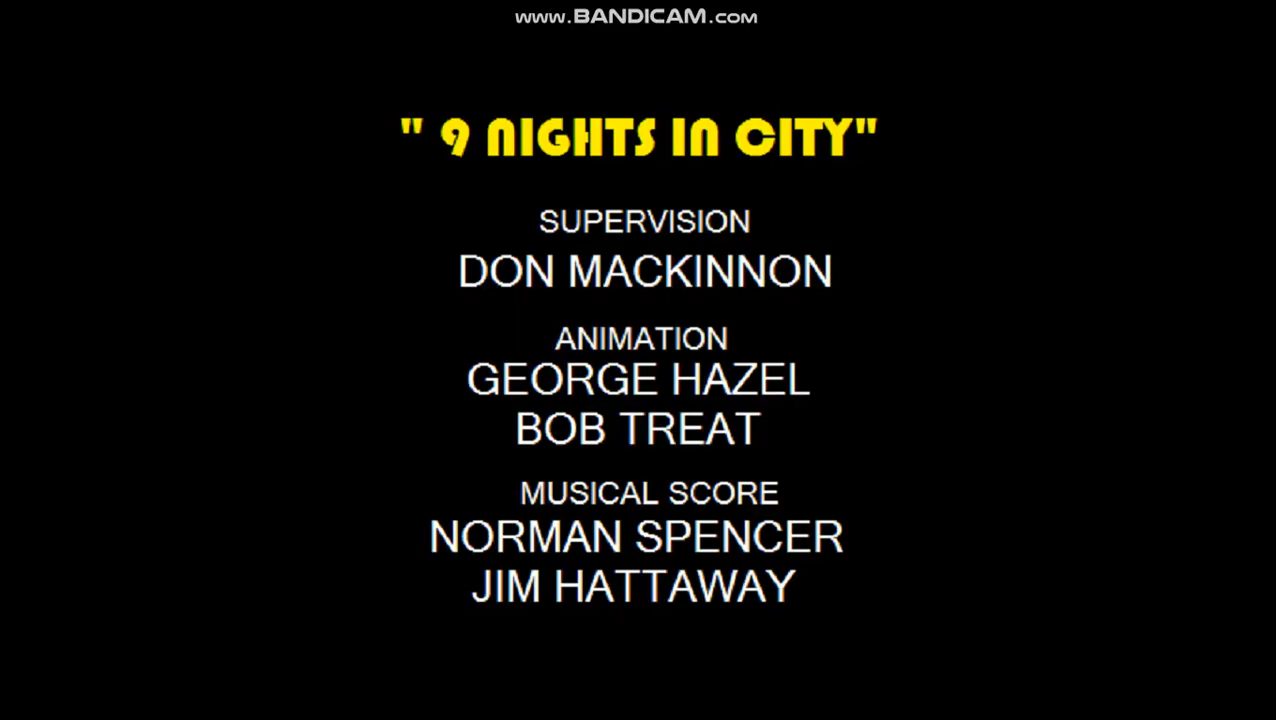 www.BANDICAM.com
" 9 NIGHTS IN CITY"
SUPERVISION
DON MACKINNON
ANIMATION
GEORGE HAZEL
BOB TREAT
MUSICAL SCORE
NORMAN SPENCER
JIM HATTAWAY